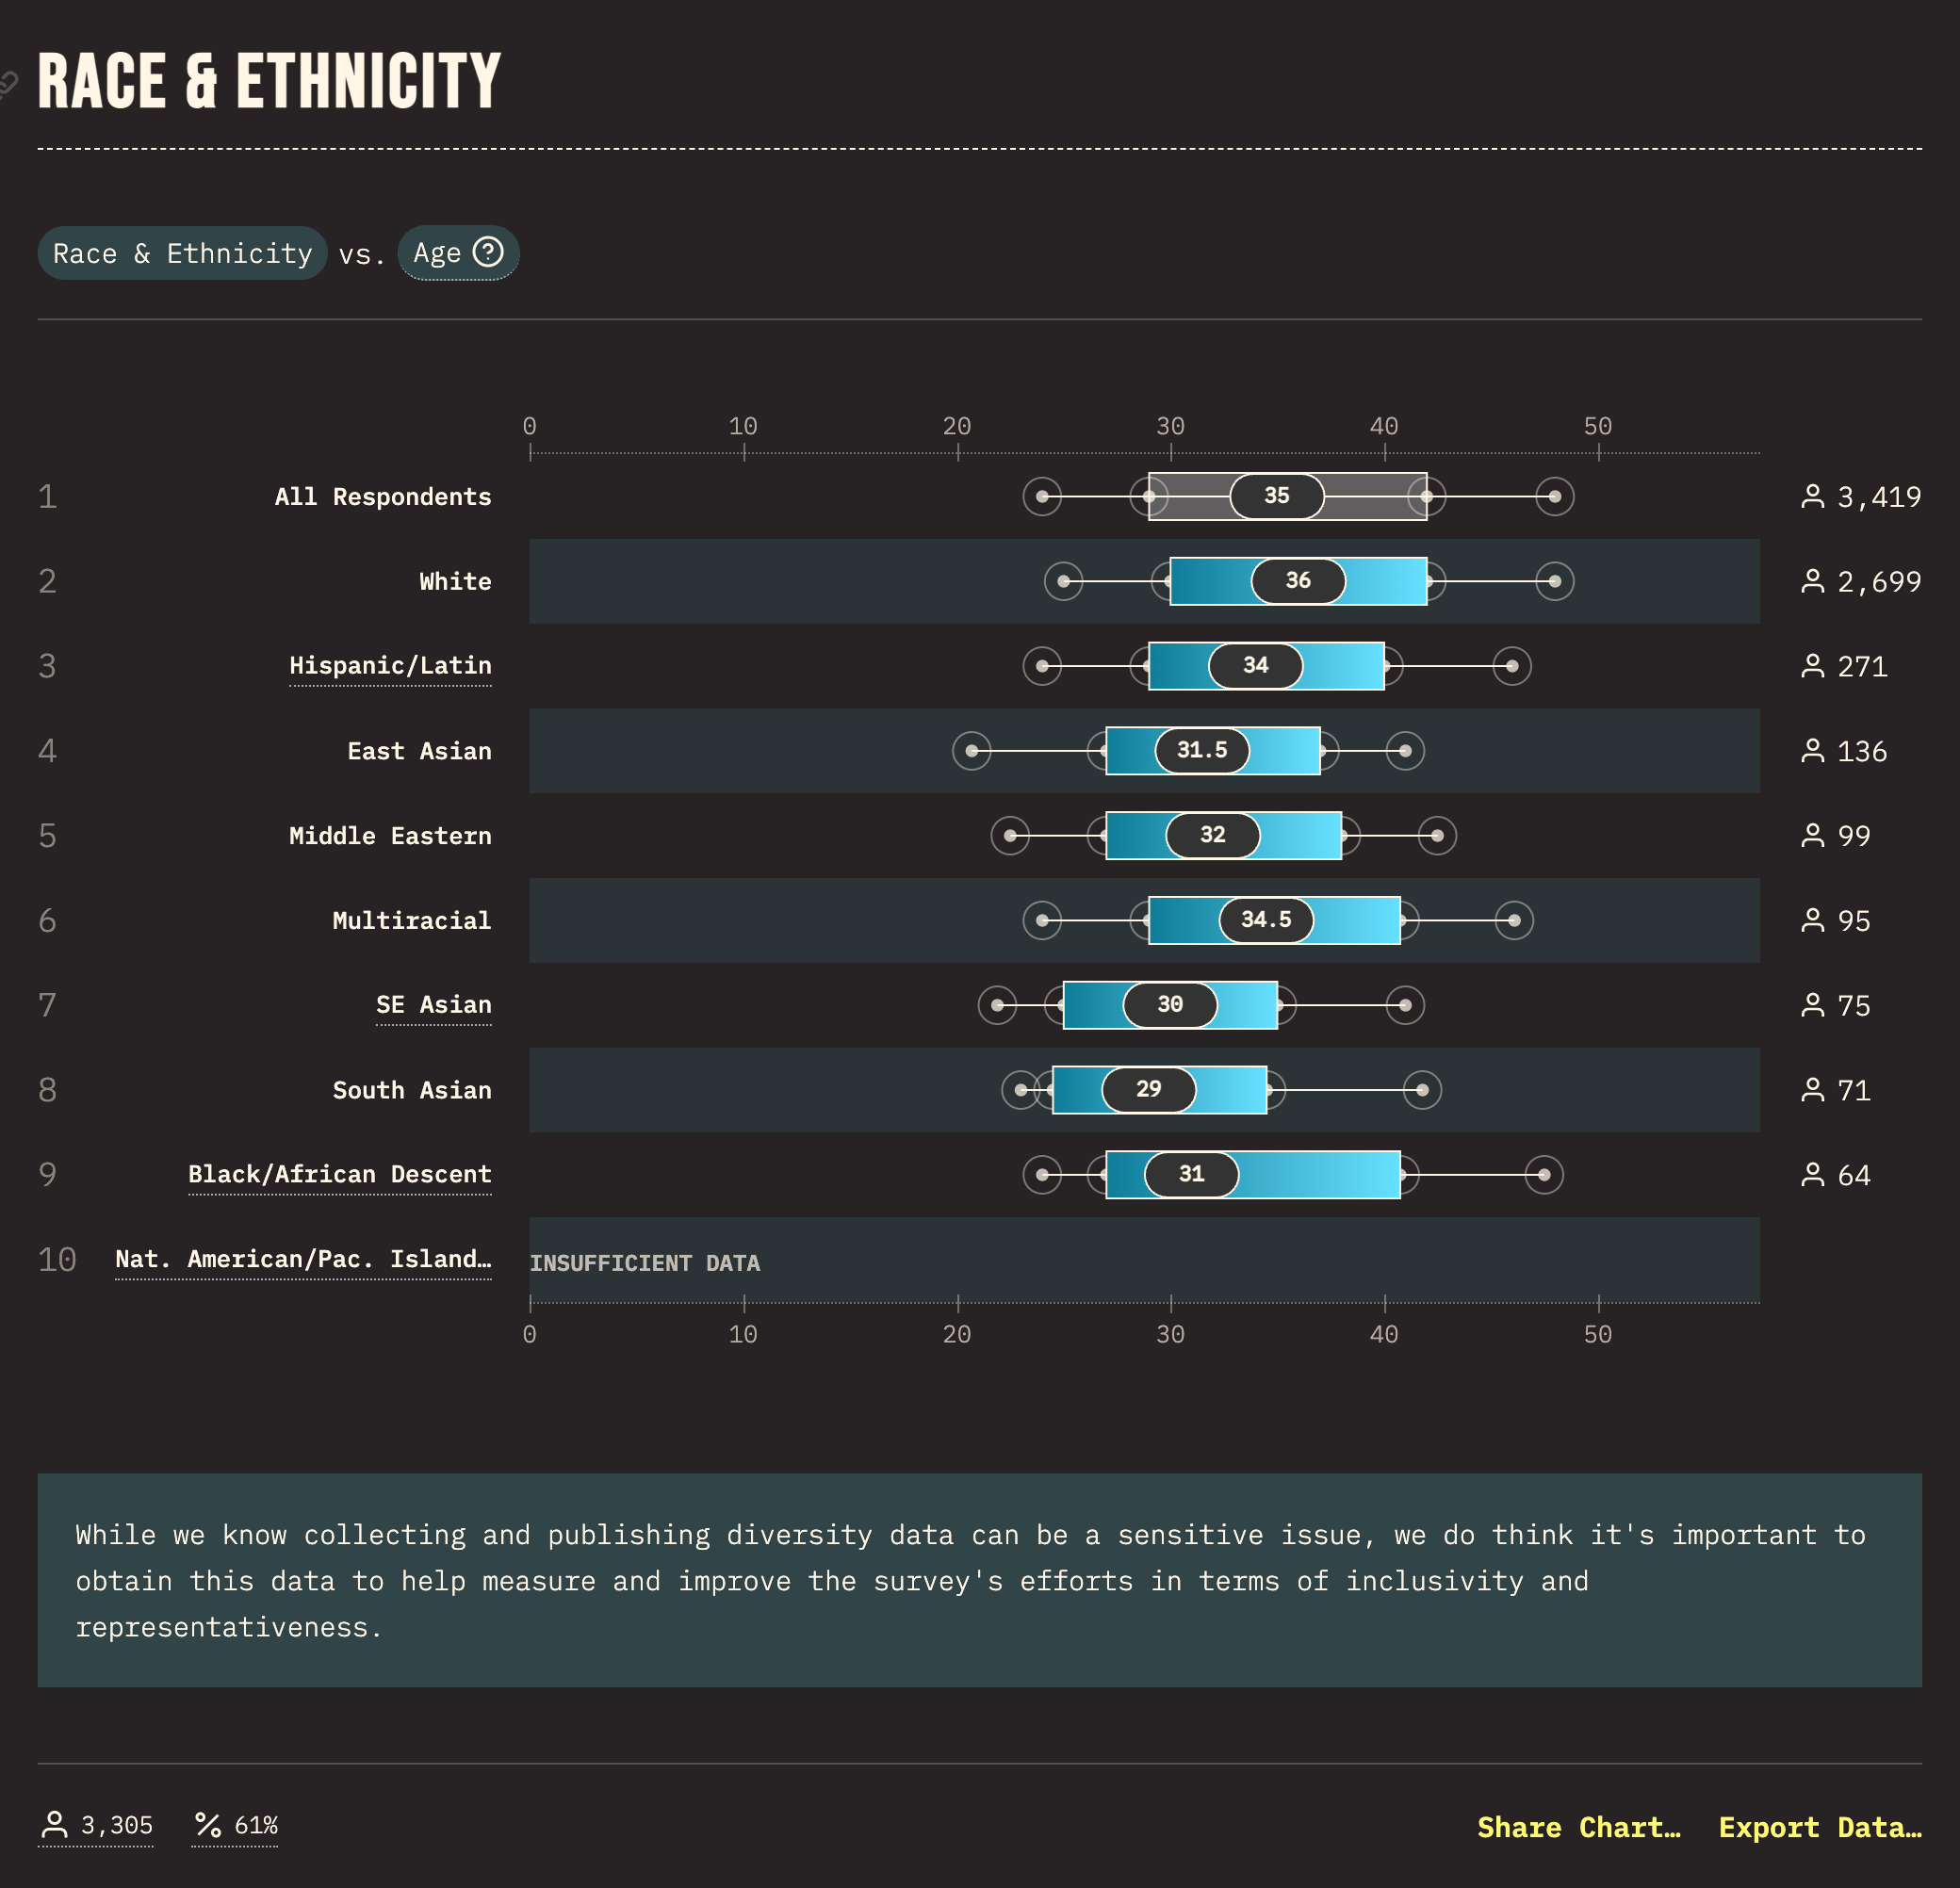 RACE & ETHNICITY
Race & Ethnicity vs. Age ?
0 10 20 30 40 50
1 All Respondents 35 3,419
2 White 36 2,699
3 Hispanic/Latin 34 271
4 East Asian 31.5 136
5 Middle Eastern 32 99
6 Multiracial 34.5 95
7 SE Asian 30 75
8 South Asian 29 71
9 Black/African Descent 31 64
10 Nat. American/Pac. Island… INSUFFICIENT DATA
0 10 20 30 40 50
While we know collecting and publishing diversity data can be a sensitive issue, we do think it's important to
obtain this data to help measure and improve the survey's efforts in terms of inclusivity and
representativeness.
3,305 % 61% Share Chart… Export Data…